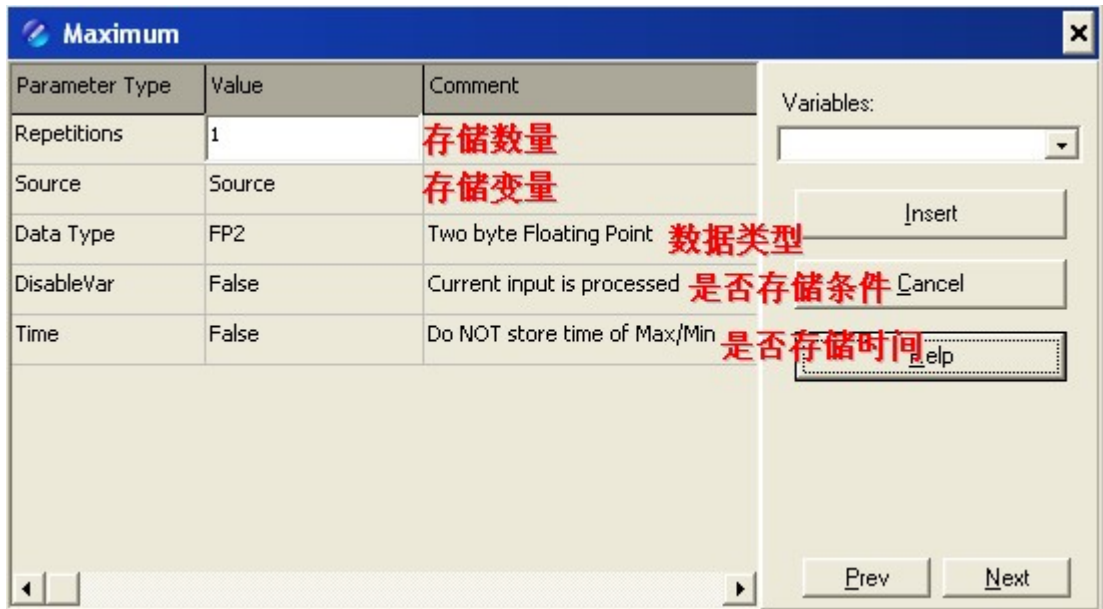 Maximum
Parameter Type Value Comment
Repetitions 1 存储数量
Source Source 存储变量
Data Type FP2 Two byte Floating Point 数据类型
DisableVar False Current input is processed 是否存储条件
Time False Do NOT store time of Max/Min 是否存储时间
Variables:
Insert
Cancel
Help
Prev Next